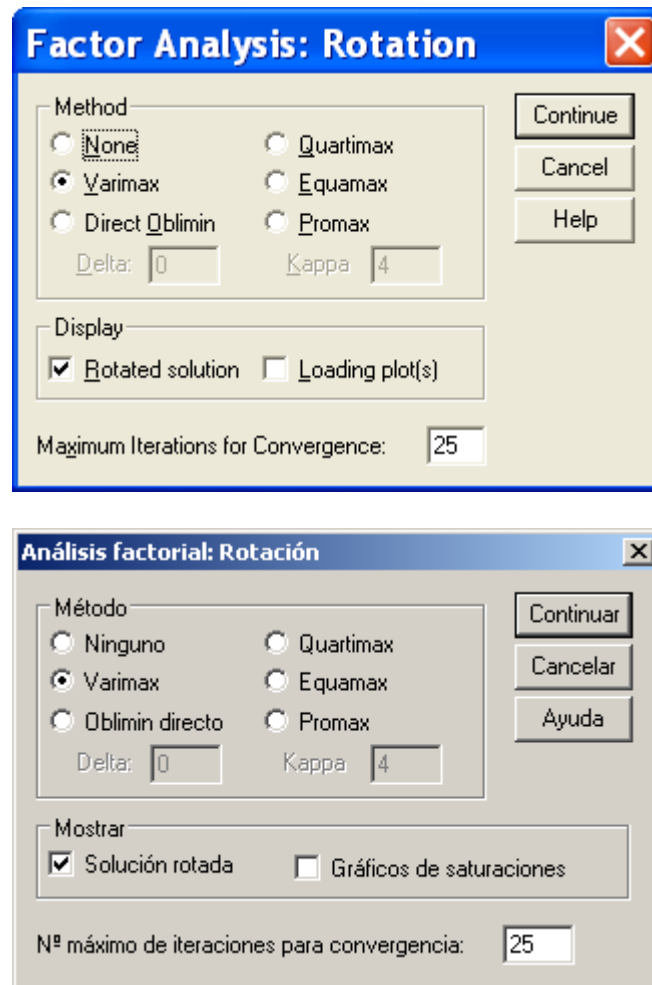 Factor Analysis: Rotation
Method
None
Quartimax
Varimax
Equamax
Direct Oblimin
Promax
Delta: 0
Kappa 4
Continue
Cancel
Help
Display
Rotated solution
Loading plot(s)
Maximum Iterations for Convergence: 25
Análisis factorial: Rotación
Método
Ninguno
Quartimax
Varimax
Equamax
Oblimin directo
Promax
Delta: 0
Kappa 4
Continuar
Cancelar
Ayuda
Mostrar
Solución rotada
Gráficos de saturaciones
Nº máximo de iteraciones para convergencia: 25